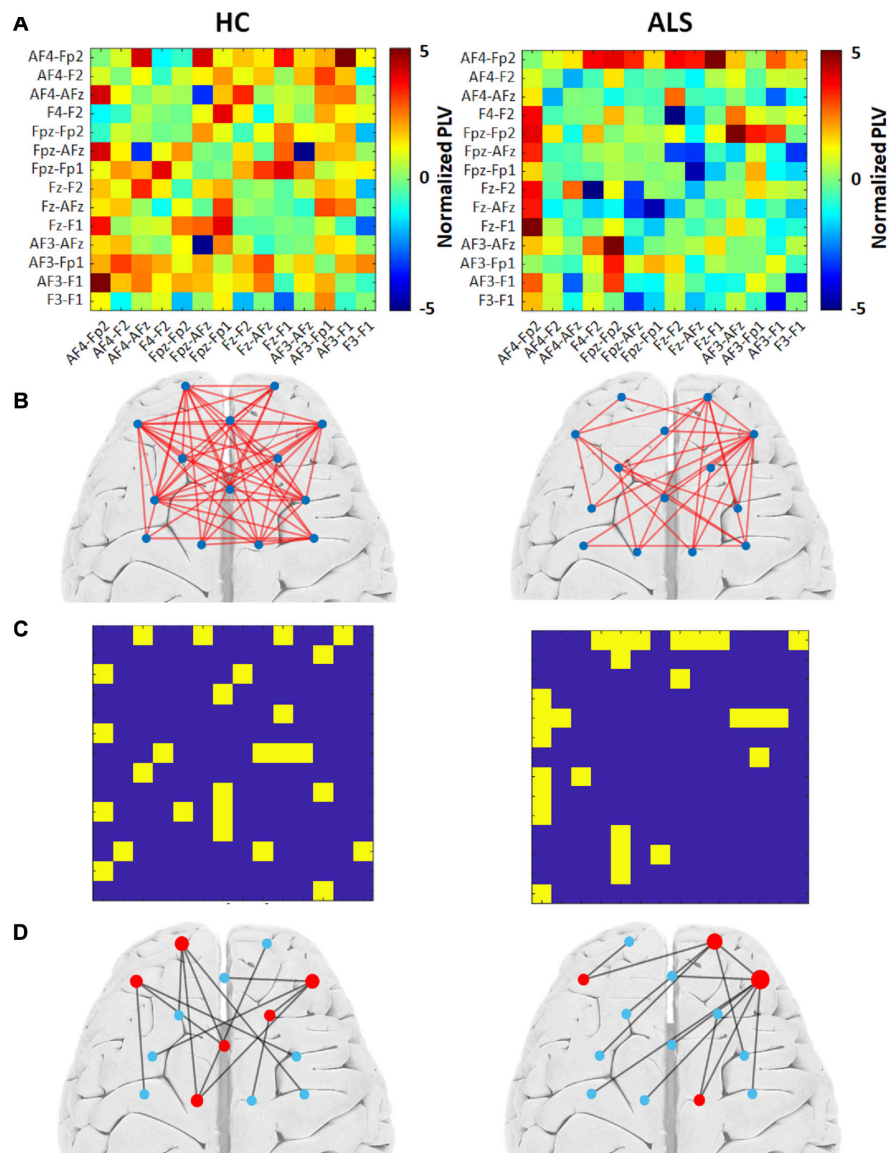 HC
ALS
A
AF4-Fp2
AF4-F2
AF4-AFz
F4-F2
Fpz-Fp2
Fpz-AFz
Fpz-Fp1
Fz-F2
Fz-AFz
Fz-F1
AF3-AFz
AF3-Fp1
AF3-F1
F3-F1
AF4-Fp2
AF4-F2
AF4-AFz
F4-F2
Fpz-Fp2
Fpz-AFz
Fpz-Fp1
Fz-F2
Fz-AFz
Fz-F1
AF3-AFz
AF3-Fp1
AF3-F1
F3-F1
5
0
-5
Normalized PLV
AF4-Fp2
AF4-F2
AF4-AFz
F4-F2
Fpz-Fp2
Fpz-AFz
Fpz-Fp1
Fz-F2
Fz-AFz
Fz-F1
AF3-AFz
AF3-Fp1
AF3-F1
F3-F1
AF4-Fp2
AF4-F2
AF4-AFz
F4-F2
Fpz-Fp2
Fpz-AFz
Fpz-Fp1
Fz-F2
Fz-AFz
Fz-F1
AF3-AFz
AF3-Fp1
AF3-F1
F3-F1
5
0
-5
Normalized PLV
B
C
D